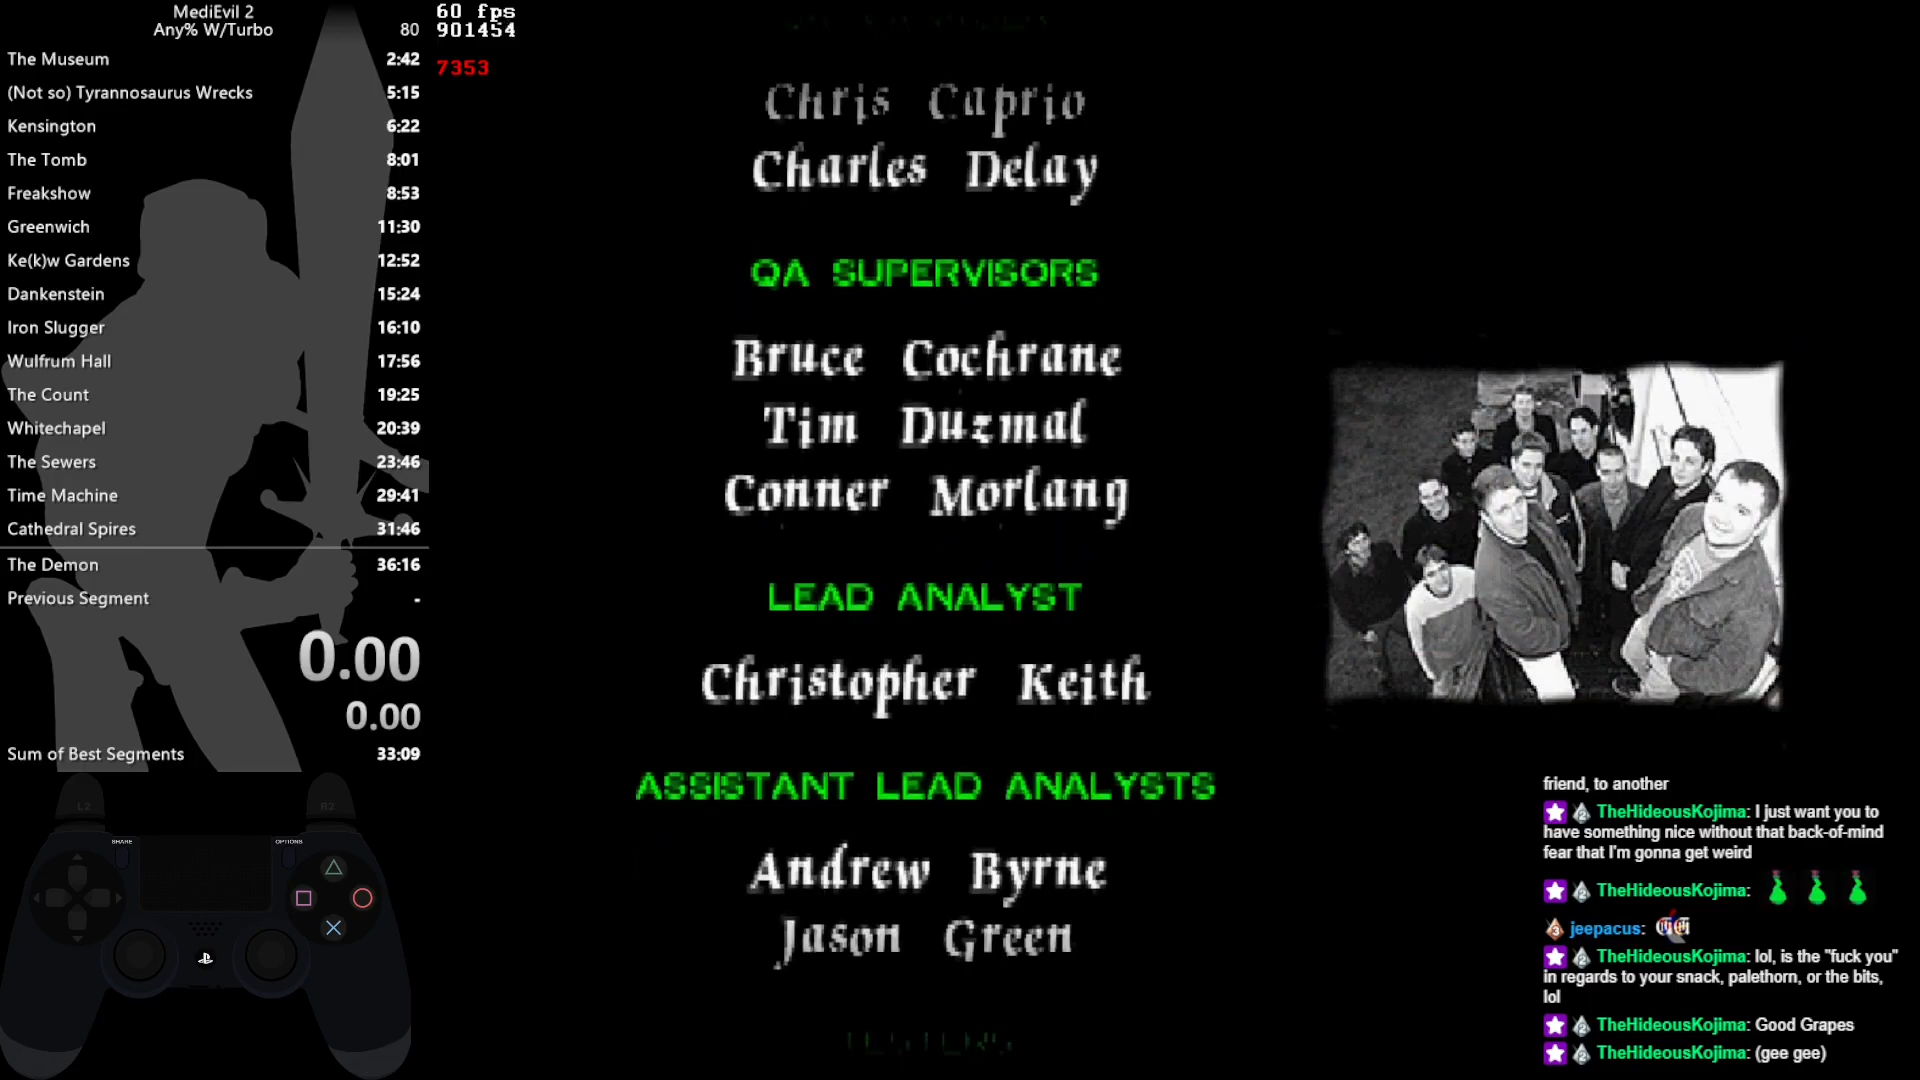 MediEvil 2
Any% W/Turbo
80
The Museum 2:42
(Not so) Tyrannosaurus Wrecks 5:15
Kensington 6:22
The Tomb 8:01
Freakshow 8:53
Greenwich 11:30
Ke(k)w Gardens 12:52
Dankenstein 15:24
Iron Slugger 16:10
Wulfrum Hall 17:56
The Count 19:25
Whitechapel 20:39
The Sewers 23:46
Time Machine 29:41
Cathedral Spires 31:46
The Demon 36:16
Previous Segment -
0.00
0.00
Sum of Best Segments 33:09
L2 R2
SHARE OPTIONS
60 fps
901454
7353
Chris Caprio
Charles Delay
QA SUPERVISORS
Bruce Cochrane
Tim Duzmal
Conner Morlang
LEAD ANALYST
Christopher Keith
ASSISTANT LEAD ANALYSTS
Andrew Byrne
Jason Green
friend, to another
TheHideousKojima: I just want you to
have something nice without that back-of-mind
fear that I'm gonna get weird
TheHideousKojima:
jeepacus:
TheHideousKojima: lol, is the "fuck you"
in regards to your snack, palethorn, or the bits,
lol
TheHideousKojima: Good Grapes
TheHideousKojima: (gee gee)